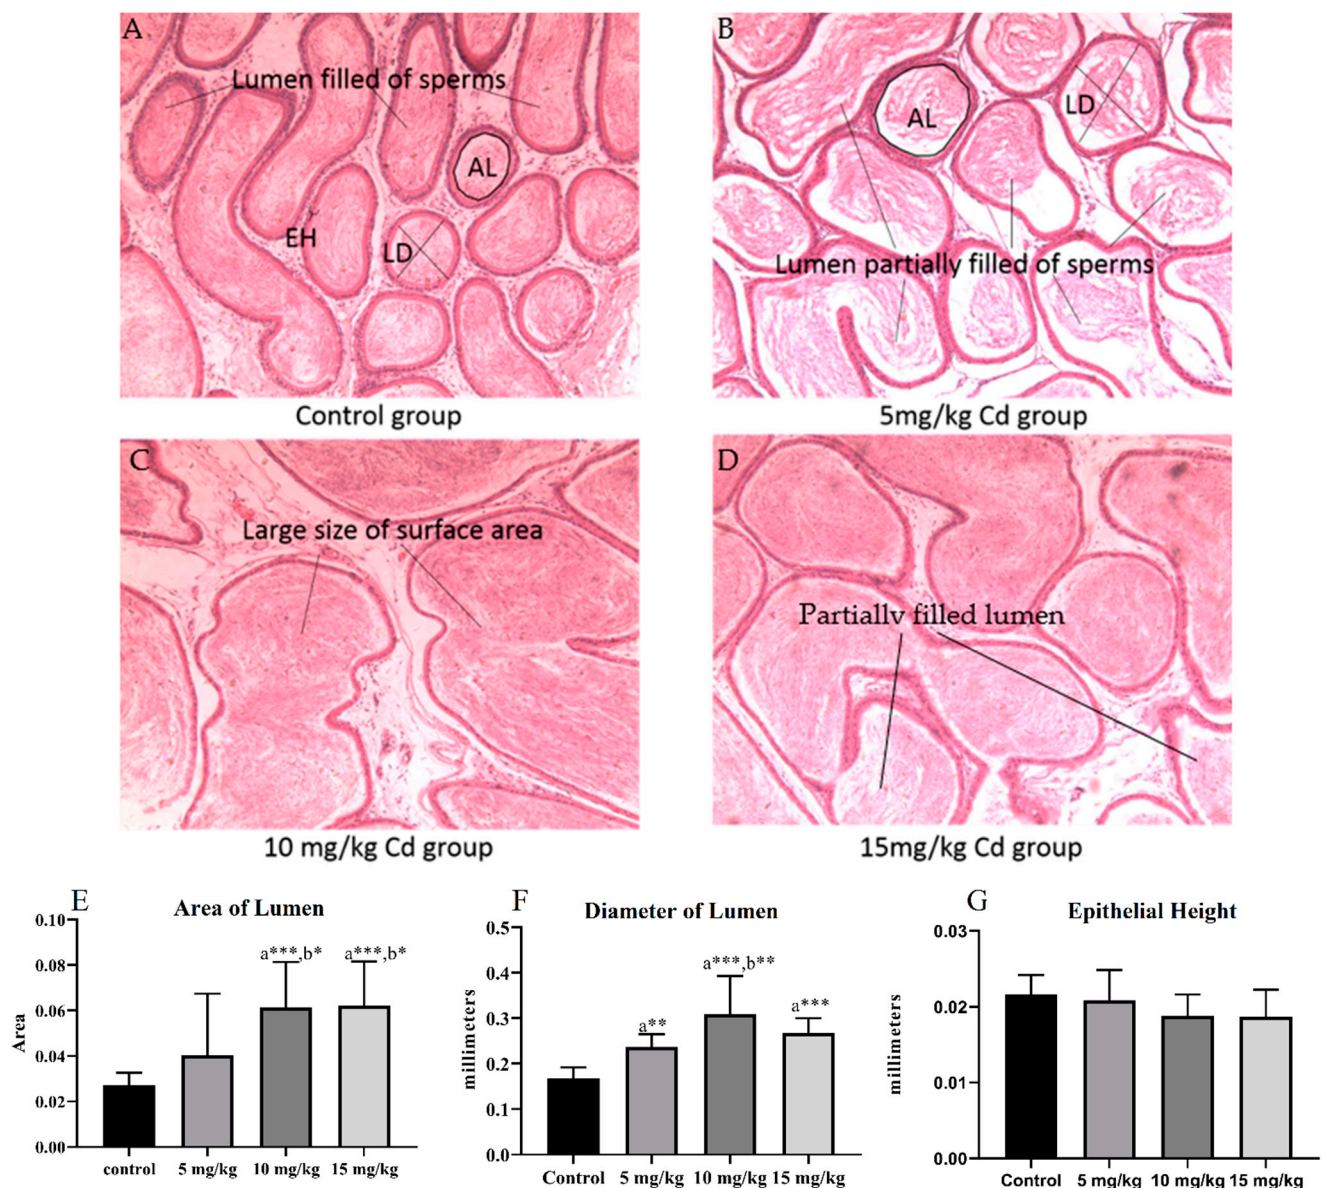 A
Lumen filled of sperms
AL
EH
LD
Control group
B
AL
LD
Lumen partially filled of sperms
5mg/kg Cd group
C
Large size of surface area
10 mg/kg Cd group
D
Partially filled lumen
15mg/kg Cd group
E
Area of Lumen
Area
0.10
0.08
0.06
0.04
0.02
0.00
a***,b*
a***,b*
control
5 mg/kg
10 mg/kg
15 mg/kg
F
Diameter of Lumen
millimeters
0.5
0.4
0.3
0.2
0.1
0.0
a**
a***,b**
a***
Control
5 mg/kg
10 mg/kg
15 mg/kg
G
Epithelial Height
millimeters
0.03
0.02
0.01
0.00
Control
5 mg/kg
10 mg/kg
15 mg/kg